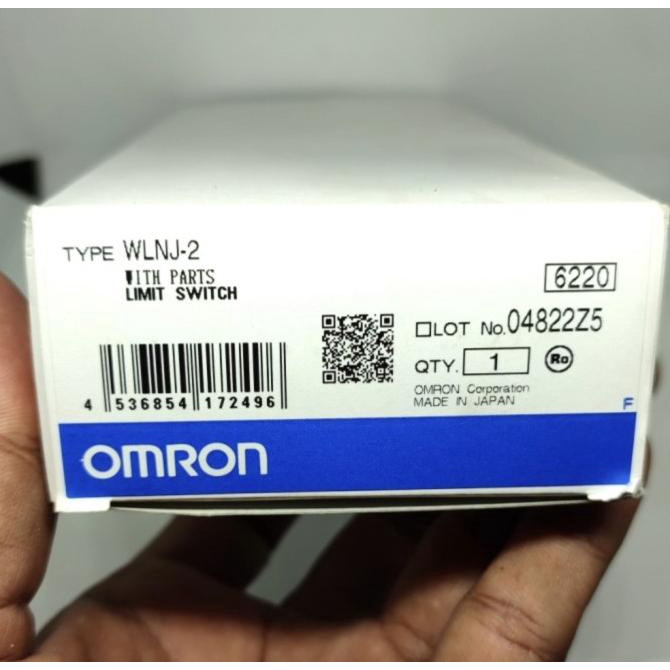 TYPE WLNJ-2
WITH PARTS
LIMIT SWITCH
6220
LOT No. 04822Z5
QTY. 1 Ro
4 536854 172496
OMRON Corporation
MADE IN JAPAN
F
OMRON